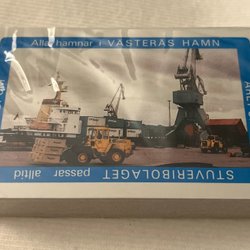 Alla hamnar i VÄSTERÅS HAMN
STUVERIBOLAGET passar alltid